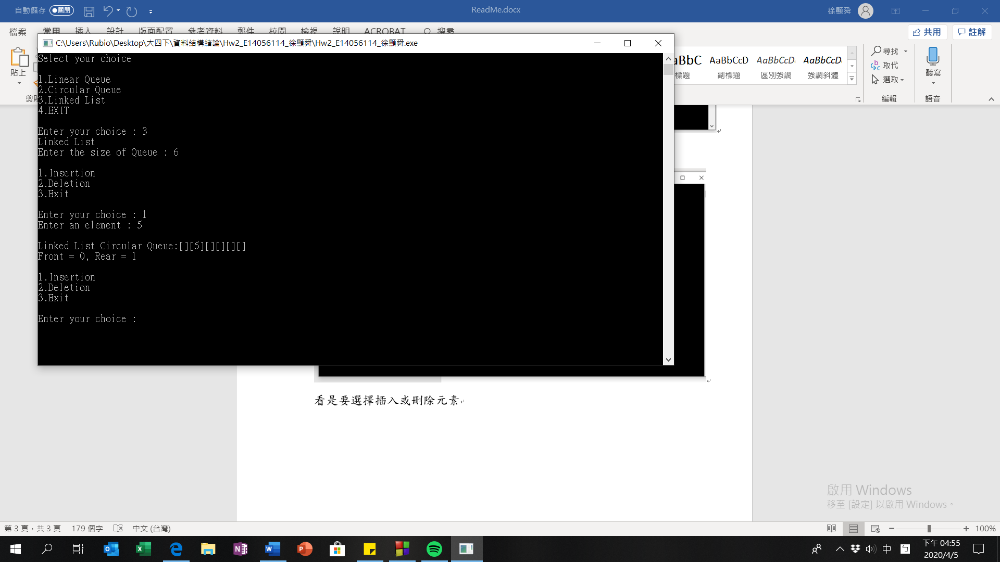 自動儲存 關閉
ReadMe.docx
徐顥舜
檔案 常用 插入 設計 版面配置 參考資料 郵件 校閱 檢視 說明 ACROBAT 搜尋
共用 註解
C:\Users\Rubio\Desktop\大四下\資料結構緒論\Hw2_E14056114_徐顥舜\Hw2_E14056114_徐顥舜.exe
貼上
AaBbCcD AaBbCcD AaBbCcD
標題 副標題 區別強調 強調斜體
尋找
取代
選取
編輯
聽寫
語音
Select your choice
1.Linear Queue
2.Circular Queue
3.Linked List
4.EXIT
Enter your choice : 3
Linked List
Enter the size of Queue : 6
1.Insertion
2.Deletion
3.Exit
Enter your choice : 1
Enter an element : 5
Linked List Circular Queue:[][5][][][][]
Front = 0, Rear = 1
1.Insertion
2.Deletion
3.Exit
Enter your choice :
看是要選擇插入或刪除元素
啟用 Windows
移至 [設定] 以啟用 Windows。
第 3 頁，共 3 頁 179 個字 中文 (台灣)
100%
中 ㄅ
下午 04:55
2020/4/5